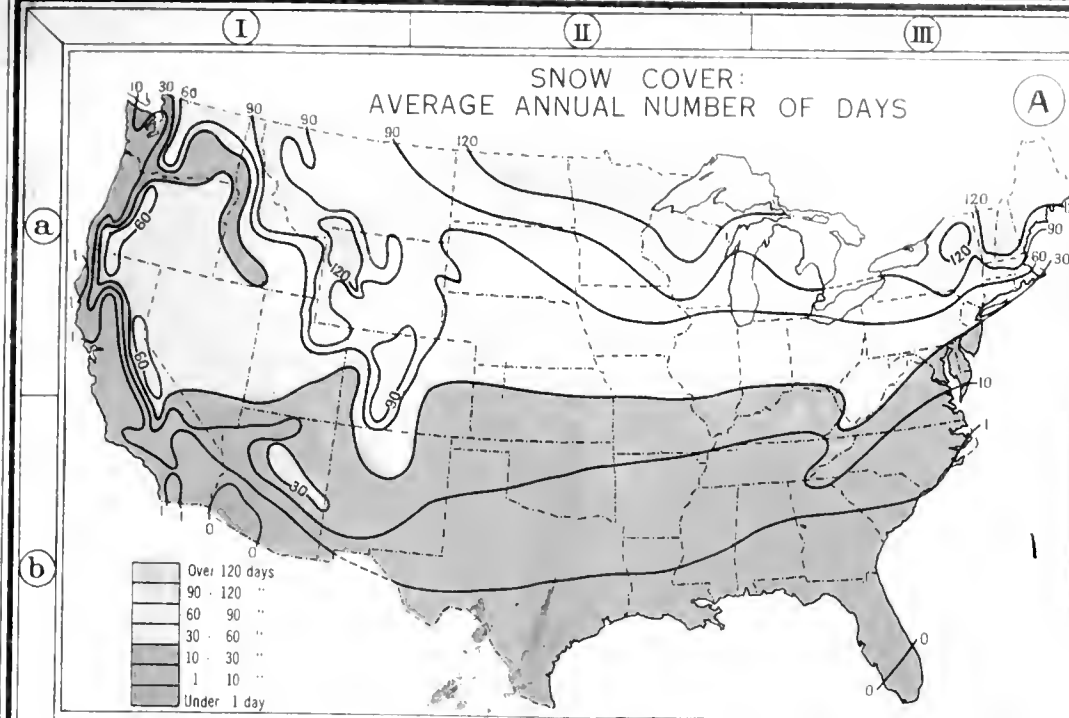 I II III
SNOW COVER:
AVERAGE ANNUAL NUMBER OF DAYS
A
10 30 60
90
90
90
120
120
90
60 30
120
a
60
120
60
90
10
1
30
b
0
0
0
0
Over 120 days
90 - 120 "
60 90 "
30 - 60 "
10 - 30 "
1 10 "
Under 1 day